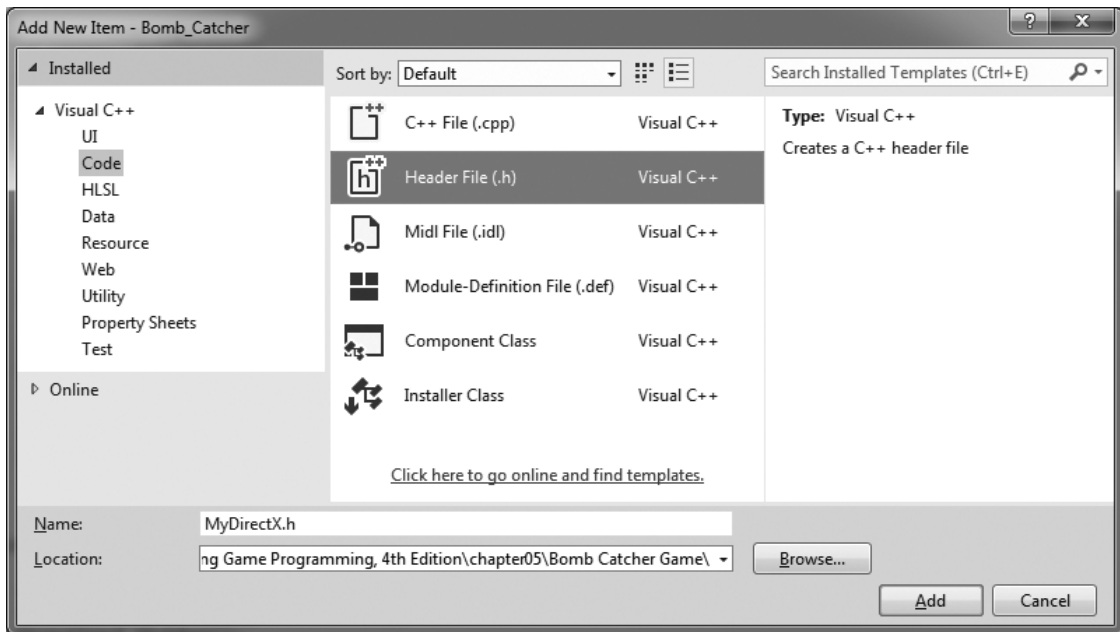 Add New Item - Bomb_Catcher
Installed
Visual C++
UI
Code
HLSL
Data
Resource
Web
Utility
Property Sheets
Test
Online
Sort by: Default
C++ File (.cpp) Visual C++
Header File (.h) Visual C++
Midl File (.idl) Visual C++
Module-Definition File (.def) Visual C++
Component Class Visual C++
Installer Class Visual C++
Click here to go online and find templates.
Search Installed Templates (Ctrl+E)
Type: Visual C++
Creates a C++ header file
Name: MyDirectX.h
Location: ng Game Programming, 4th Edition\chapter05\Bomb Catcher Game\ Browse...
Add Cancel